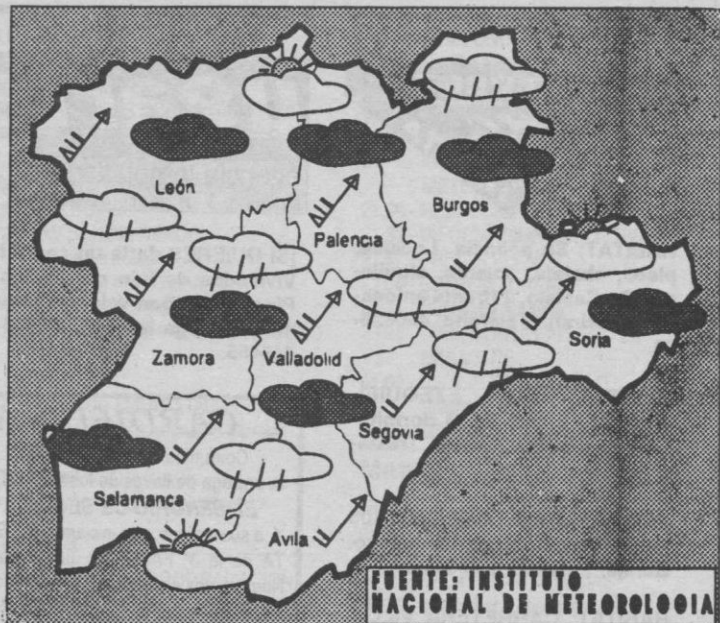 León
Burgos
Palencia
Soria
Zamora
Valladolid
Segovia
Salamanca
Avila
FUENTE: INSTITUTO
NACIONAL DE METEOROLOGIA